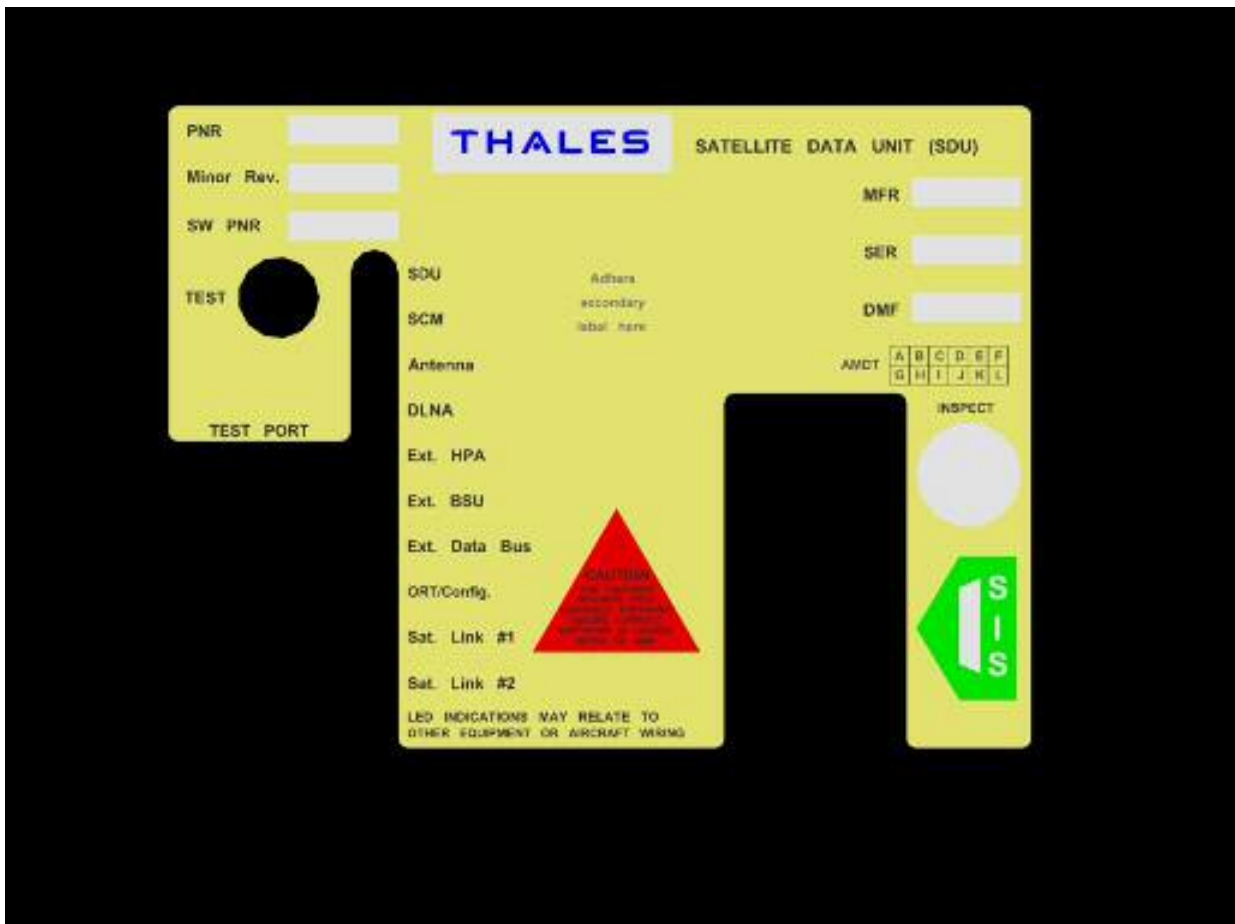 PNR
THALES
SATELLITE DATA UNIT (SDU)
Minor Rev.
MFR
SW PNR
SER
SDU
Adhere
secondary
label here
TEST
DMF
SCM
Antenna
AMDT
A B C D E F
G H I J K L
DLNA
INSPECT
TEST PORT
Ext. HPA
Ext. BSU
Ext. Data Bus
CAUTION
ORT/Config.
SIS
Sat. Link #1
Sat. Link #2
LED INDICATIONS MAY RELATE TO
OTHER EQUIPMENT OR AIRCRAFT WIRING